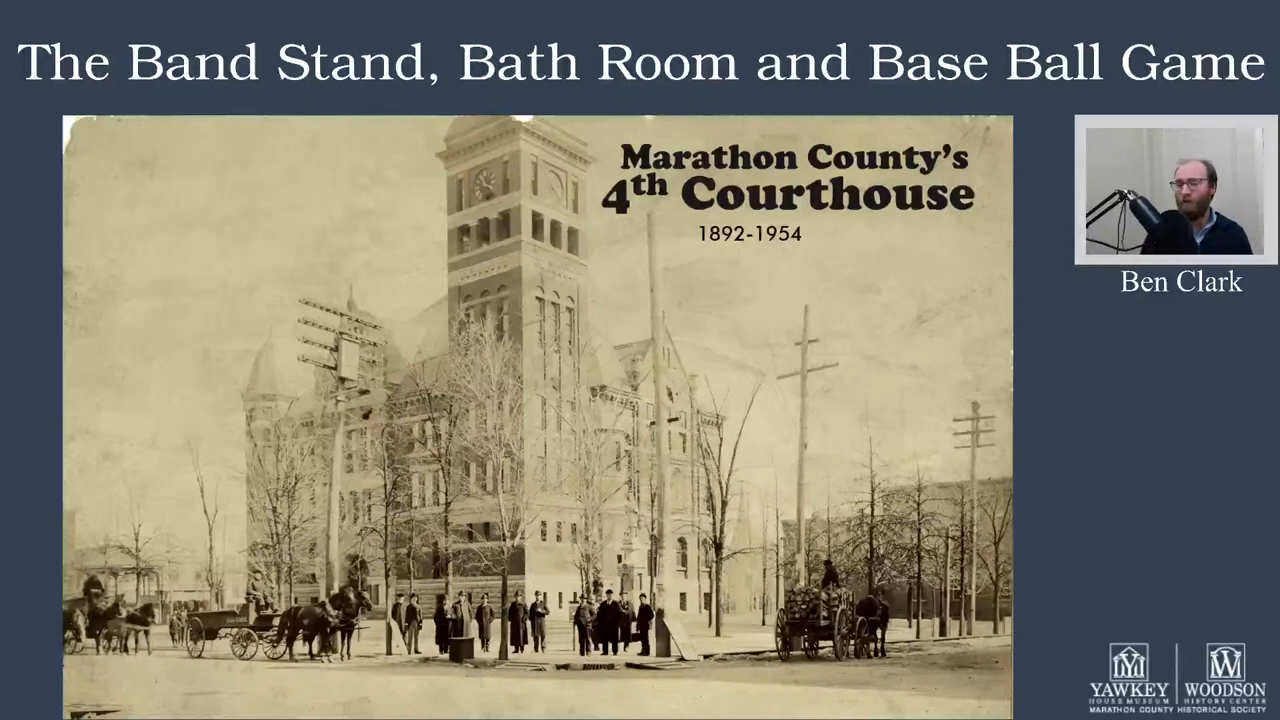 The Band Stand, Bath Room and Base Ball Game
Marathon County's
4th Courthouse
1892-1954
Ben Clark
YAWKEY
HOUSE MUSEUM
WOODSON
HISTORY CENTER
MARATHON COUNTY HISTORICAL SOCIETY